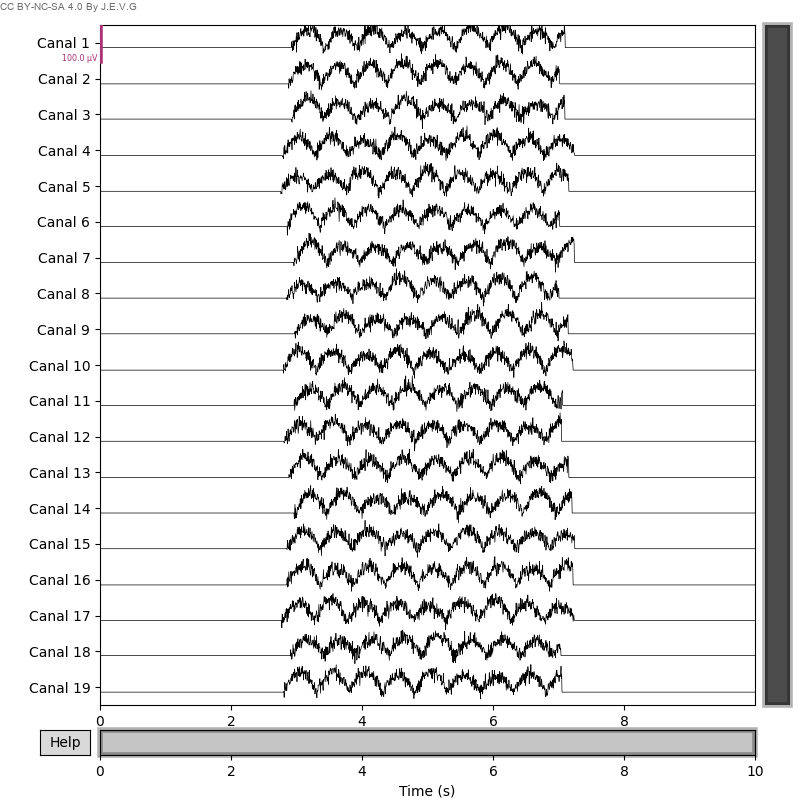 CC BY-NC-SA 4.0 By J.E.V.G
Canal 1
100.0 µV
Canal 2
Canal 3
Canal 4
Canal 5
Canal 6
Canal 7
Canal 8
Canal 9
Canal 10
Canal 11
Canal 12
Canal 13
Canal 14
Canal 15
Canal 16
Canal 17
Canal 18
Canal 19
0 2 4 6 8
Help
0 2 4 6 8 10
Time (s)